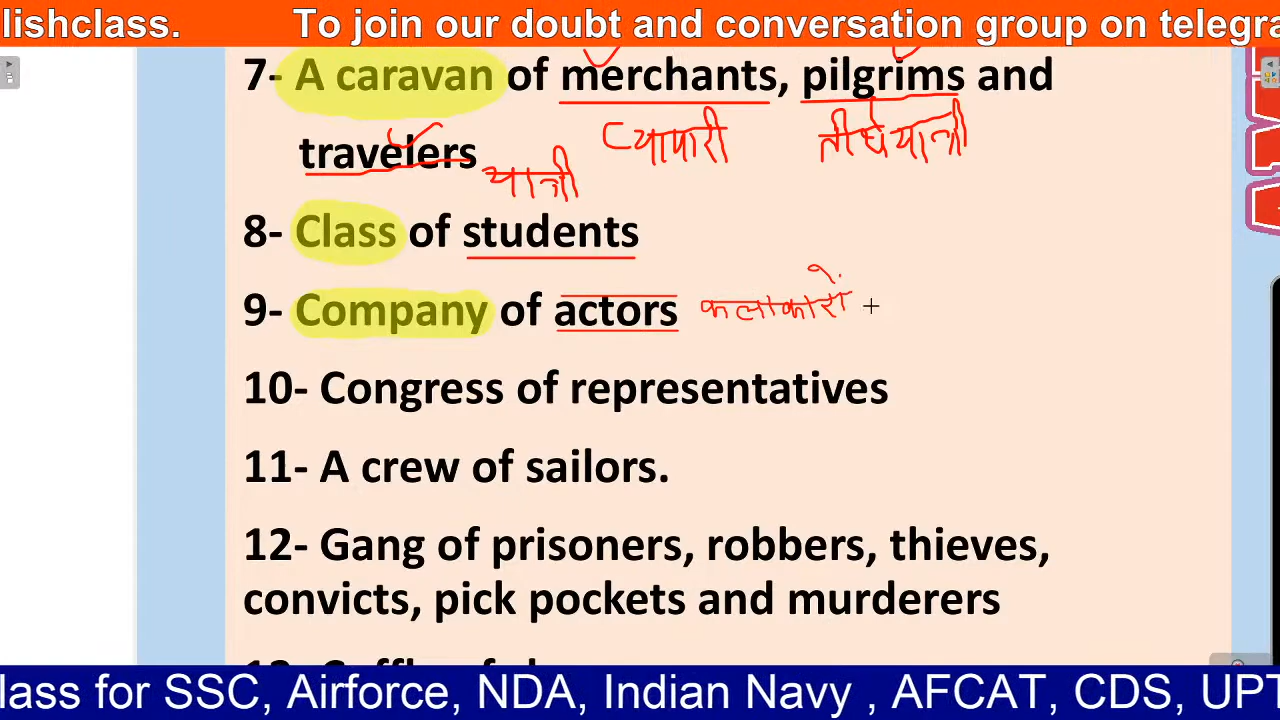 lishclass. To join our doubt and conversation group on telegra
7- A caravan of merchants, pilgrims and
व्यापारी तीर्थयात्री
travelers यात्री
8- Class of students
9- Company of actors कलाकारों
10- Congress of representatives
11- A crew of sailors.
12- Gang of prisoners, robbers, thieves,
convicts, pick pockets and murderers
lass for SSC, Airforce, NDA, Indian Navy , AFCAT, CDS, UPT